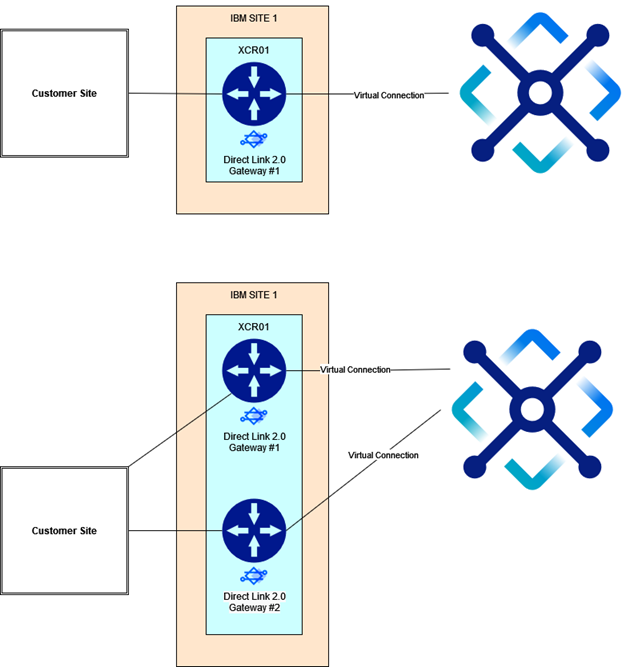 IBM SITE 1
XCR01
Customer Site
Virtual Connection
Direct Link 2.0
Gateway #1
IBM SITE 1
XCR01
Virtual Connection
Direct Link 2.0
Gateway #1
Virtual Connection
Customer Site
Direct Link 2.0
Gateway #2